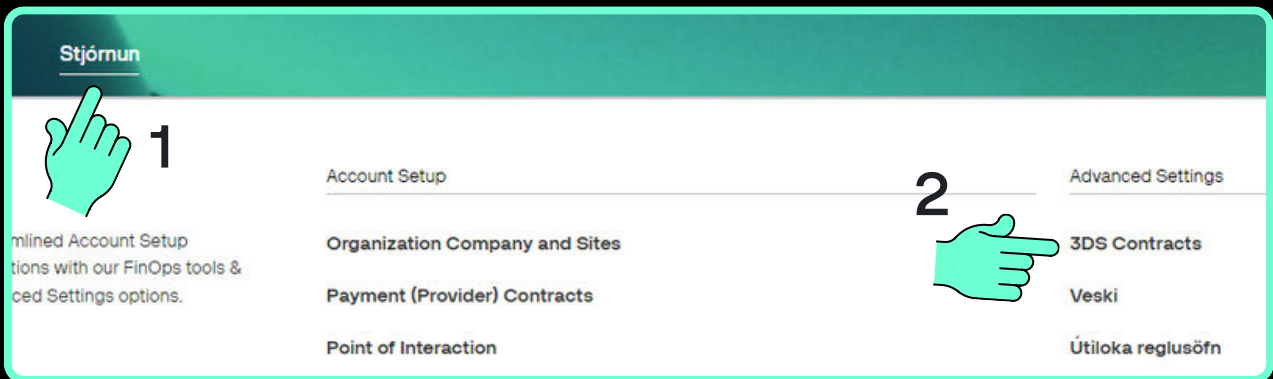 Stjórnun
1
mlined Account Setup
tions with our FinOps tools &
ced Settings options.
Account Setup
Organization Company and Sites
Payment (Provider) Contracts
Point of Interaction
2
Advanced Settings
3DS Contracts
Veski
Útiloka reglusöfn